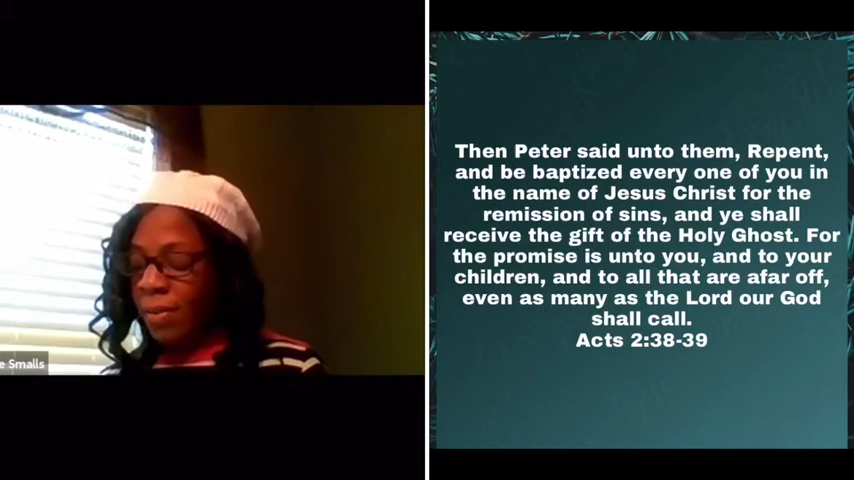 e Smalls
Then Peter said unto them, Repent,
and be baptized every one of you in
the name of Jesus Christ for the
remission of sins, and ye shall
receive the gift of the Holy Ghost. For
the promise is unto you, and to your
children, and to all that are afar off,
even as many as the Lord our God
shall call.
Acts 2:38-39